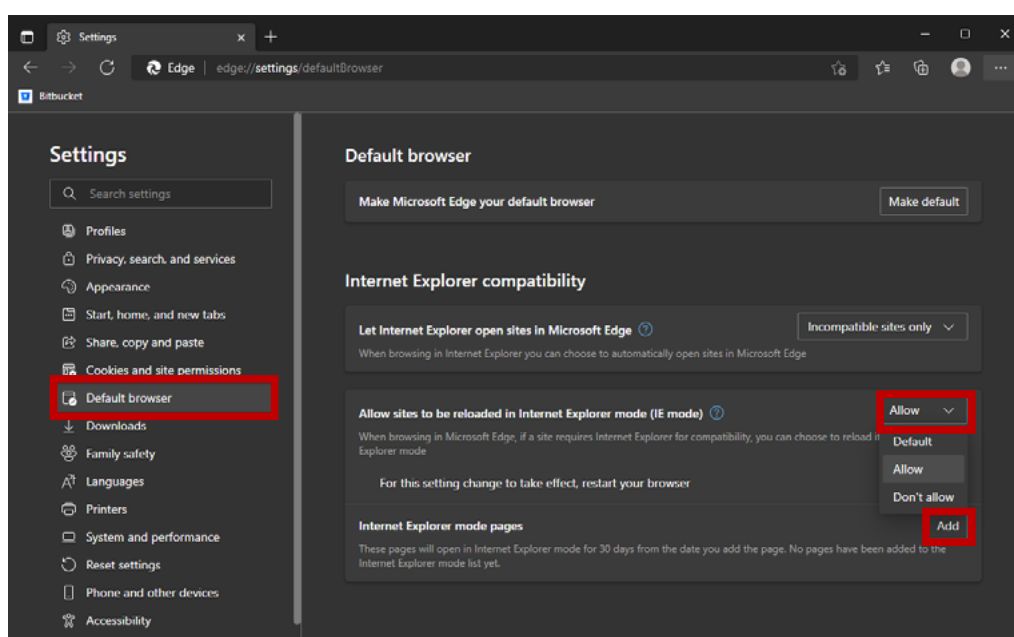 Settings
Edge | edge://settings/defaultBrowser
Bitbucket
Settings
Search settings
Profiles
Privacy, search, and services
Appearance
Start, home, and new tabs
Share, copy and paste
Cookies and site permissions
Default browser
Downloads
Family safety
Languages
Printers
System and performance
Reset settings
Phone and other devices
Accessibility
Default browser
Make Microsoft Edge your default browser
Make default
Internet Explorer compatibility
Let Internet Explorer open sites in Microsoft Edge
Incompatible sites only
When browsing in Internet Explorer you can choose to automatically open sites in Microsoft Edge
Allow sites to be reloaded in Internet Explorer mode (IE mode)
Allow
When browsing in Microsoft Edge, if a site requires Internet Explorer for compatibility, you can choose to reload it
Explorer mode
Default
Allow
Don't allow
For this setting change to take effect, restart your browser
Internet Explorer mode pages
Add
These pages will open in Internet Explorer mode for 30 days from the date you add the page. No pages have been added to the
Internet Explorer mode list yet.